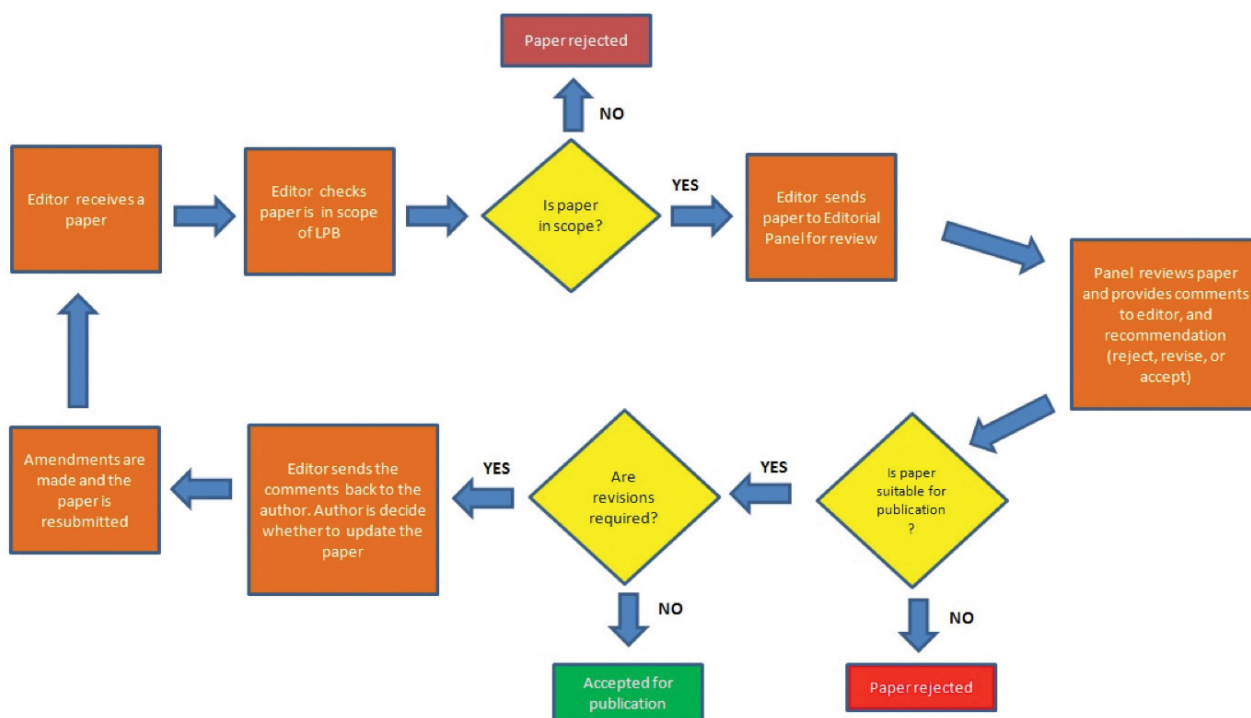 Paper rejected
NO
Editor receives a
paper
Editor checks
paper is in scope
of LPB
Is paper
in scope?
YES
Editor sends
paper to Editorial
Panel for review
Panel reviews paper
and provides comments
to editor, and
recommendation
(reject, revise, or
accept)
Is paper
suitable for
publication
?
YES
NO
Paper rejected
Are
revisions
required?
YES
NO
Accepted for
publication
Editor sends the
comments back to the
author. Author is decide
whether to update the
paper
Amendments are
made and the
paper is
resubmitted